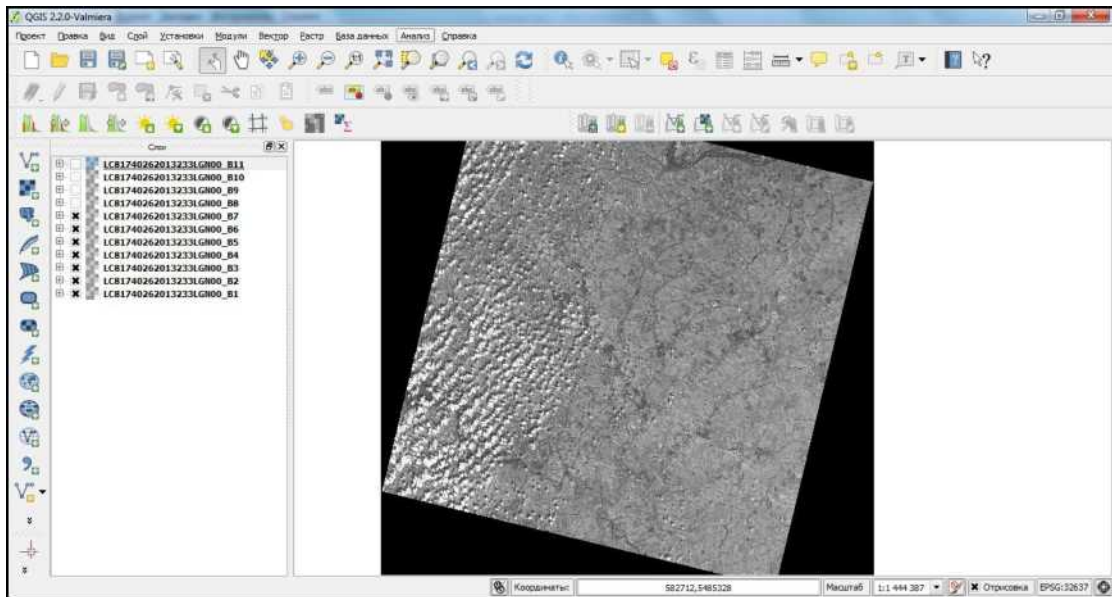 QGIS 2.2.0-Valmiera
Проект Правка Вид Слой Установки Модули Вектор Растр База данных Анализ Справка
Слои
LC81740262013233LGN00_B11
LC81740262013233LGN00_B10
LC81740262013233LGN00_B9
LC81740262013233LGN00_B8
LC81740262013233LGN00_B7
LC81740262013233LGN00_B6
LC81740262013233LGN00_B5
LC81740262013233LGN00_B4
LC81740262013233LGN00_B3
LC81740262013233LGN00_B2
LC81740262013233LGN00_B1
Координаты: 582712,5485328 Масштаб 1:1 444 387 Отрисовка EPSG:32637